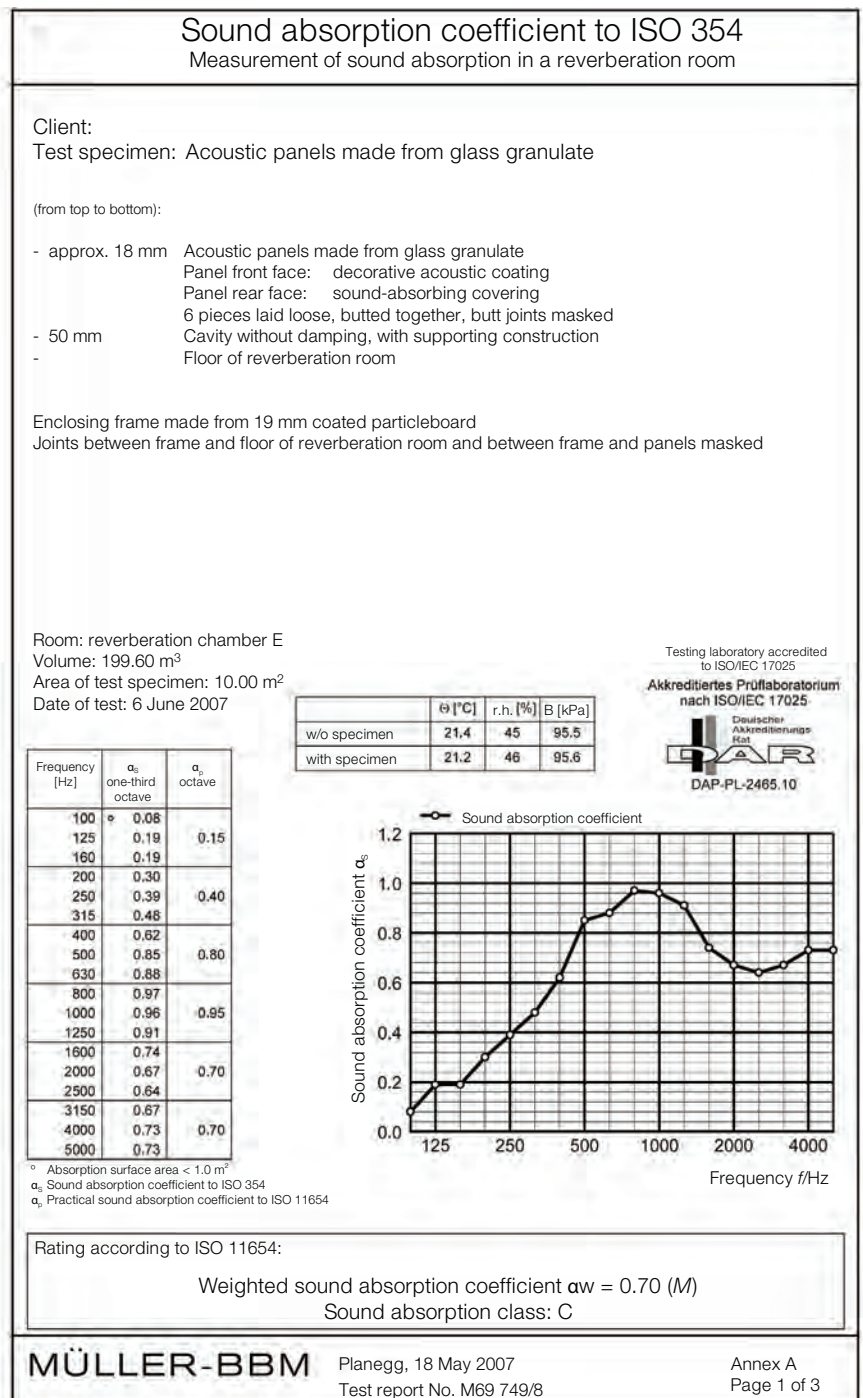 Sound absorption coefficient to ISO 354
Measurement of sound absorption in a reverberation room
Client:
Test specimen: Acoustic panels made from glass granulate
(from top to bottom):
- approx. 18 mm Acoustic panels made from glass granulate
Panel front face: decorative acoustic coating
Panel rear face: sound-absorbing covering
6 pieces laid loose, butted together, butt joints masked
- 50 mm Cavity without damping, with supporting construction
- Floor of reverberation room
Enclosing frame made from 19 mm coated particleboard
Joints between frame and floor of reverberation room and between frame and panels masked
Room: reverberation chamber E
Volume: 199.60 m³
Area of test specimen: 10.00 m²
Date of test: 6 June 2007
Θ [°C] r.h. [%] B [kPa]
w/o specimen 21.4 45 95.5
with specimen 21.2 46 95.6
Testing laboratory accredited
to ISO/IEC 17025
Akkreditiertes Prüflaboratorium
nach ISO/IEC 17025
Deutscher
Akkreditierungs
Rat
DAR
DAP-PL-2465.10
Frequency αs αp
[Hz] one-third octave
octave
100 ° 0.08
125 0.19 0.15
160 0.19
200 0.30
250 0.39 0.40
315 0.48
400 0.62
500 0.85 0.80
630 0.88
800 0.97
1000 0.96 0.95
1250 0.91
1600 0.74
2000 0.67 0.70
2500 0.64
3150 0.67
4000 0.73 0.70
5000 0.73
° Absorption surface area < 1.0 m²
αs Sound absorption coefficient to ISO 354
αp Practical sound absorption coefficient to ISO 11654
Sound absorption coefficient
Sound absorption coefficient αs
1.2
1.0
0.8
0.6
0.4
0.2
0.0
125 250 500 1000 2000 4000
Frequency f/Hz
Rating according to ISO 11654:
Weighted sound absorption coefficient αw = 0.70 (M)
Sound absorption class: C
MÜLLER-BBM
Planegg, 18 May 2007
Test report No. M69 749/8
Annex A
Page 1 of 3